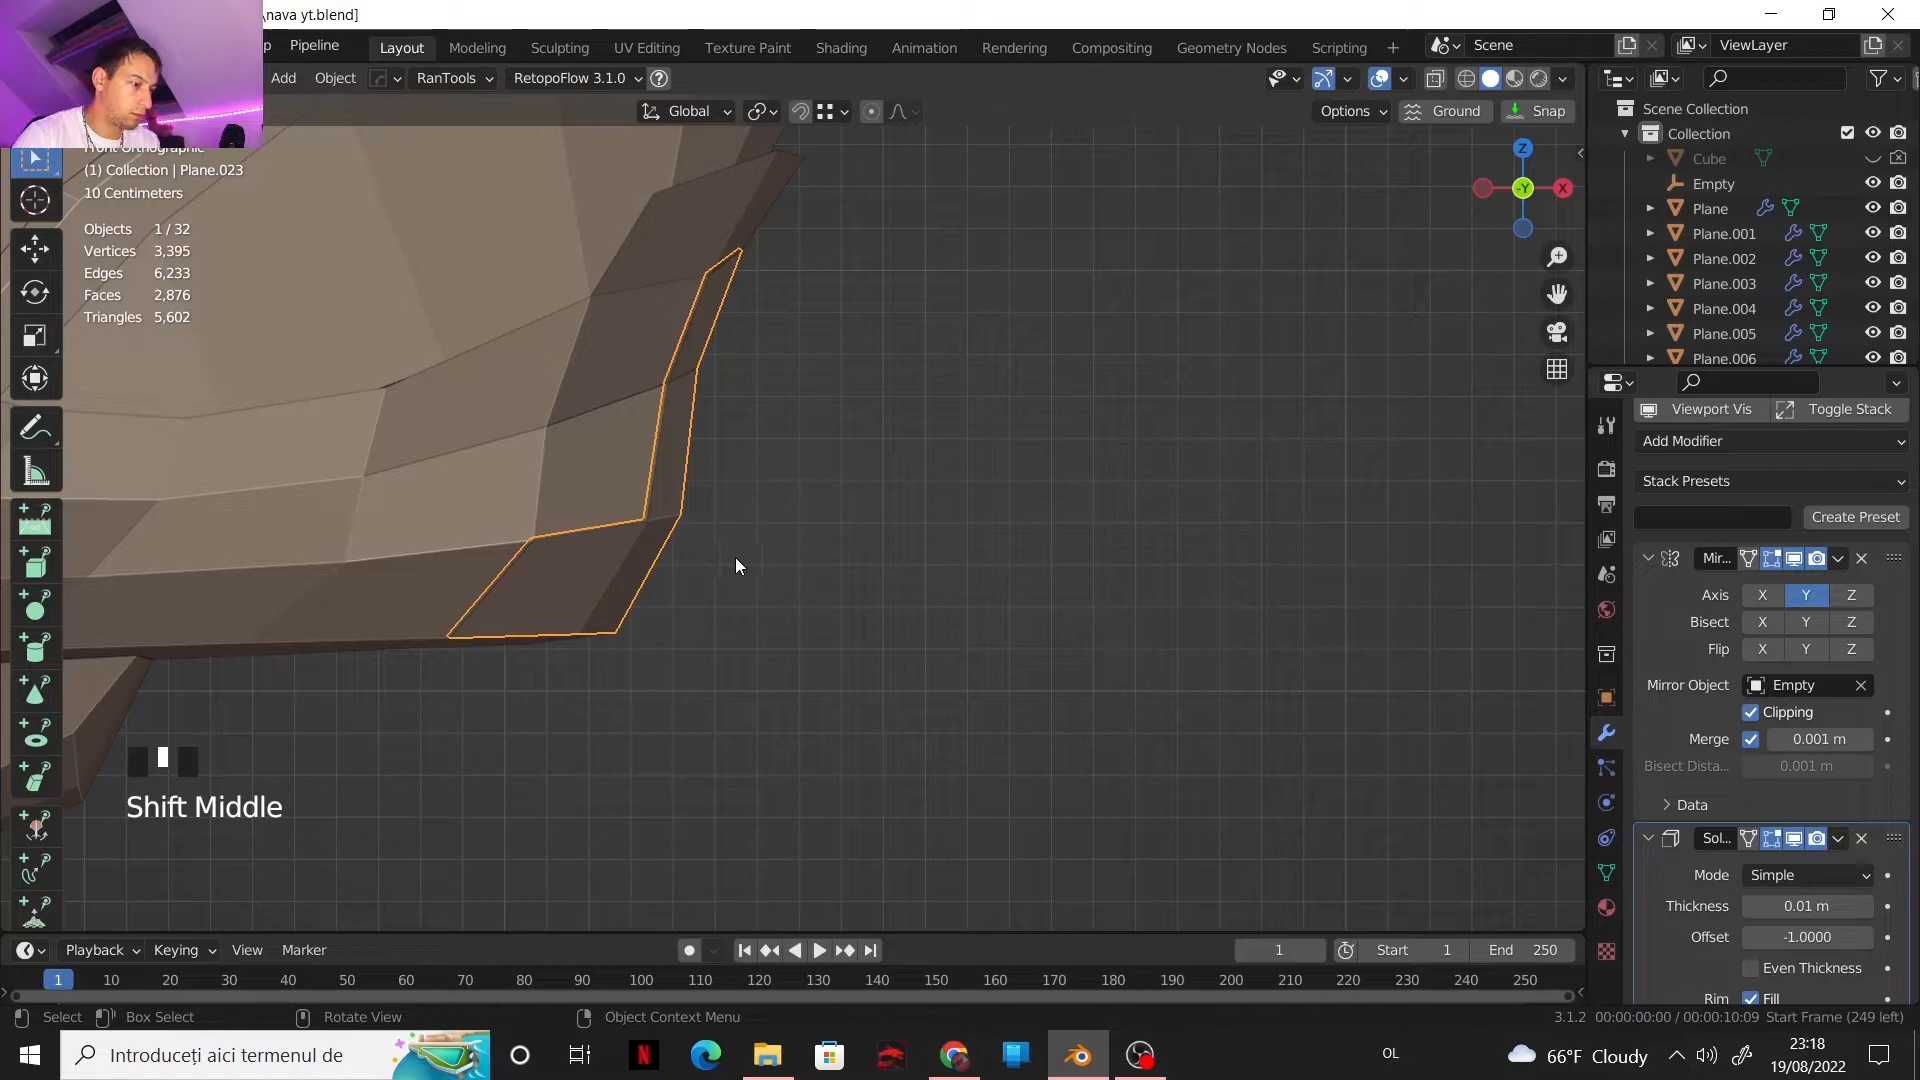 \nava yt.blend]
p Pipeline Layout Modeling Sculpting UV Editing Texture Paint Shading Animation Rendering Compositing Geometry Nodes Scripting + Scene ViewLayer
Add Object RanTools RetopoFlow 3.1.0
Global Options Ground Snap
Front Orthographic
(1) Collection | Plane.023
10 Centimeters
Objects 1 / 32
Vertices 3,395
Edges 6,233
Faces 2,876
Triangles 5,602
Z
-Y X
Scene Collection
Collection
Cube
Empty
Plane
Plane.001
Plane.002
Plane.003
Plane.004
Plane.005
Plane.006
Viewport Vis Toggle Stack
Add Modifier
Stack Presets
Create Preset
Mir...
Axis X Y Z
Bisect X Y Z
Flip X Y Z
Mirror Object Empty
Clipping
Merge 0.001 m
Bisect Dista... 0.001 m
Data
Sol...
Mode Simple
Thickness 0.01 m
Offset -1.0000
Even Thickness
Rim Fill
Shift Middle
Playback Keying View Marker 1 Start 1 End 250
1 10 20 30 40 50 60 70 80 90 100 110 120 130 140 150 160 170 180 190 200 210 220 230 240 250
Select Box Select Rotate View Object Context Menu 3.1.2 00:00:00:00 / 00:00:10:09 Start Frame (249 left)
Introduceți aici termenul de OL 66°F Cloudy 23:18
19/08/2022